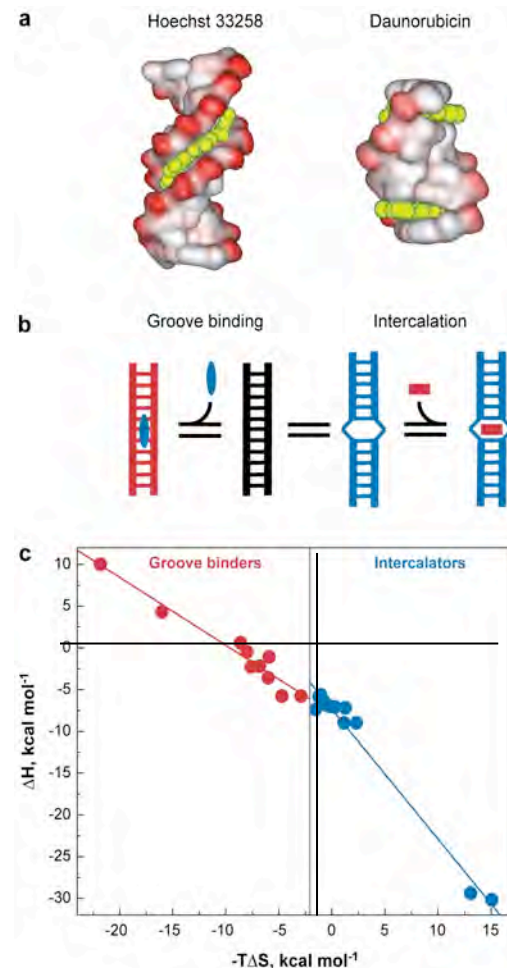 a
Hoechst 33258 Daunorubicin
b
Groove binding Intercalation
c
Groove binders Intercalators
10
5
0
-5
-10
-15
-20
-25
-30
ΔH, kcal mol⁻¹
-20 -15 -10 -5 0 5 10 15
-TΔS, kcal mol⁻¹